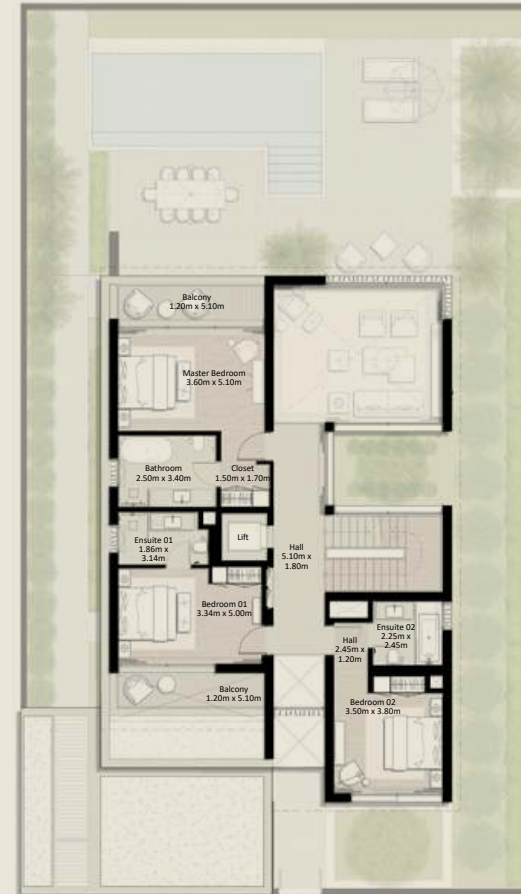 Balcony
1.20m x 5.10m
Master Bedroom
3.60m x 5.10m
Bathroom
2.50m x 3.40m
Closet
1.50m x 1.70m
Ensuite 01
1.86m x
3.14m
Lift
Hall
5.10m x
1.80m
Bedroom 01
3.34m x 5.00m
Ensuite 02
2.25m x
2.45m
Hall
2.45m x
1.20m
Balcony
1.20m x 5.10m
Bedroom 02
3.50m x 3.80m